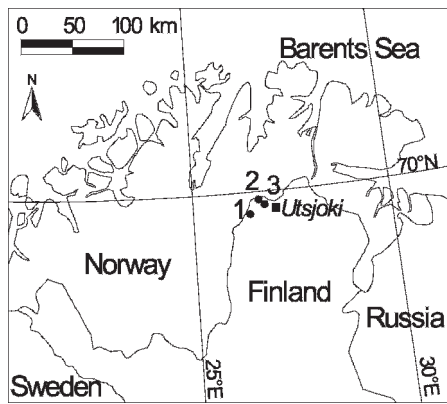 0 50 100 km
Barents Sea
N
70°N
2
3
1
Utsjoki
Norway
Finland
Russia
25°E
30°E
Sweden